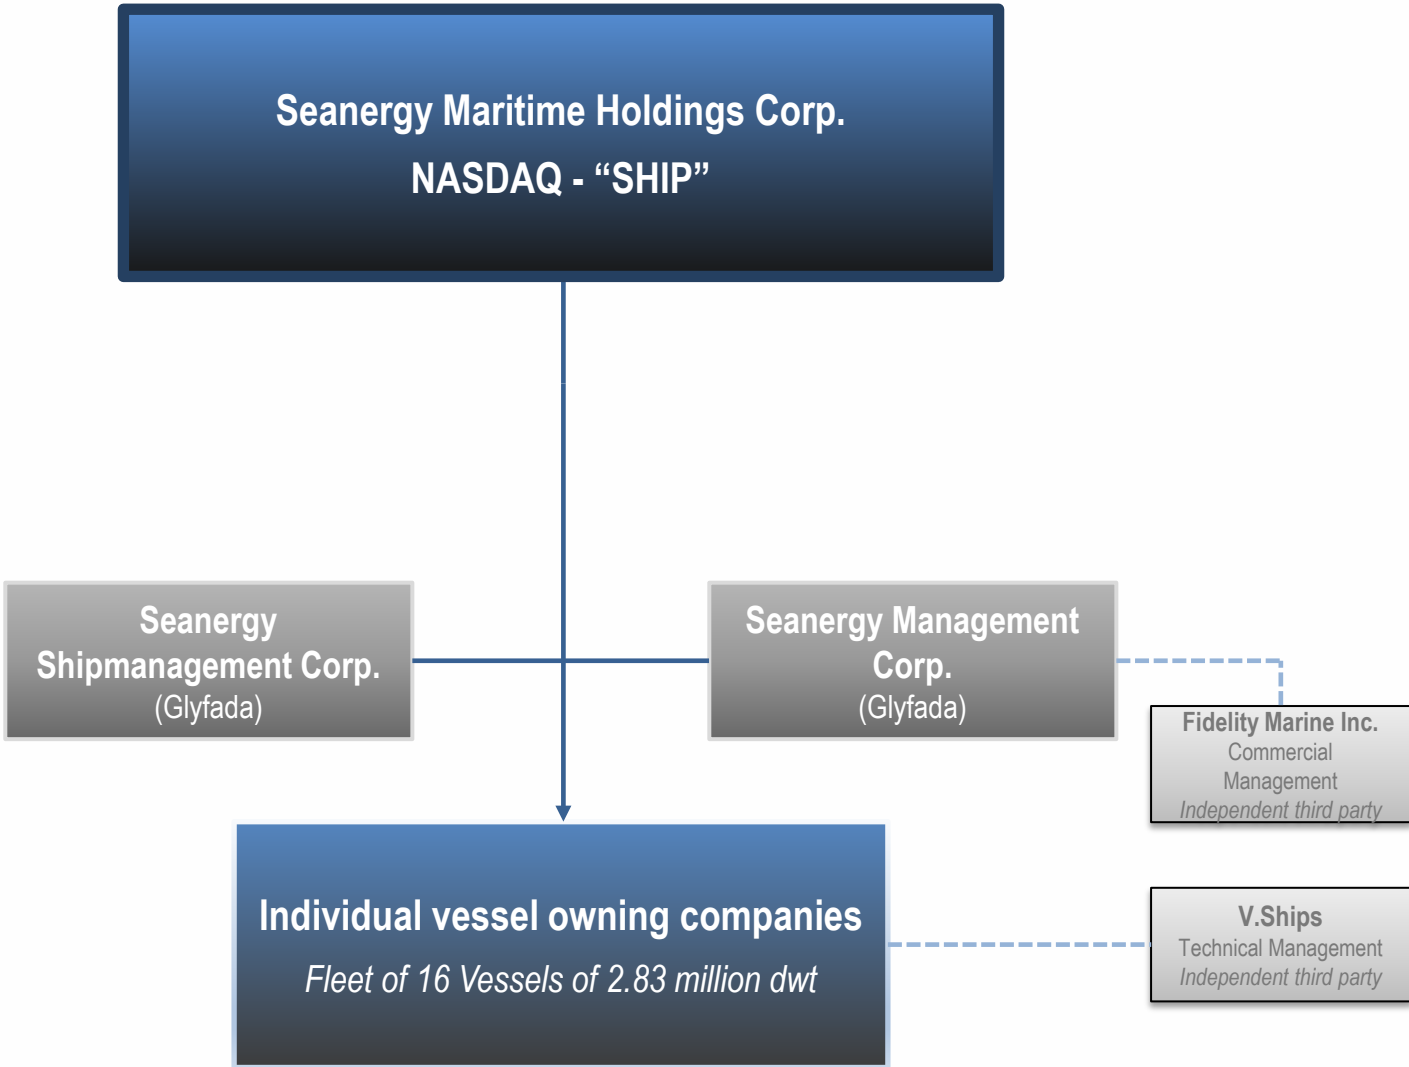 Seanergy Maritime Holdings Corp.
NASDAQ - “SHIP”
Seanergy
Shipmanagement Corp.
(Glyfada)
Seanergy Management
Corp.
(Glyfada)
Fidelity Marine Inc.
Commercial
Management
Independent third party
Individual vessel owning companies
Fleet of 16 Vessels of 2.83 million dwt
V.Ships
Technical Management
Independent third party